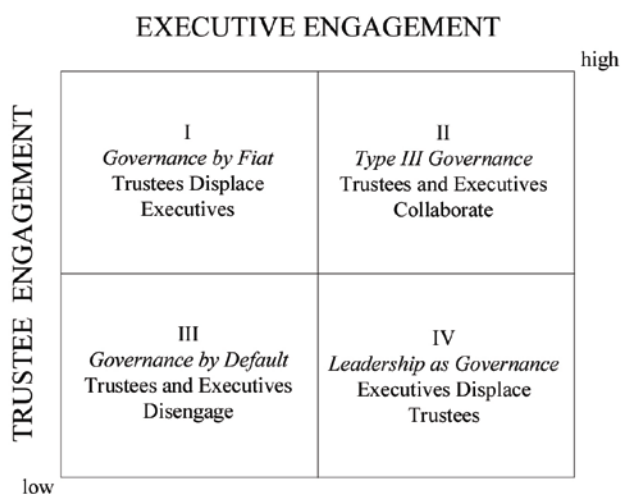 EXECUTIVE ENGAGEMENT
high
TRUSTEE ENGAGEMENT
I
Governance by Fiat
Trustees Displace
Executives
II
Type III Governance
Trustees and Executives
Collaborate
III
Governance by Default
Trustees and Executives
Disengage
IV
Leadership as Governance
Executives Displace
Trustees
low